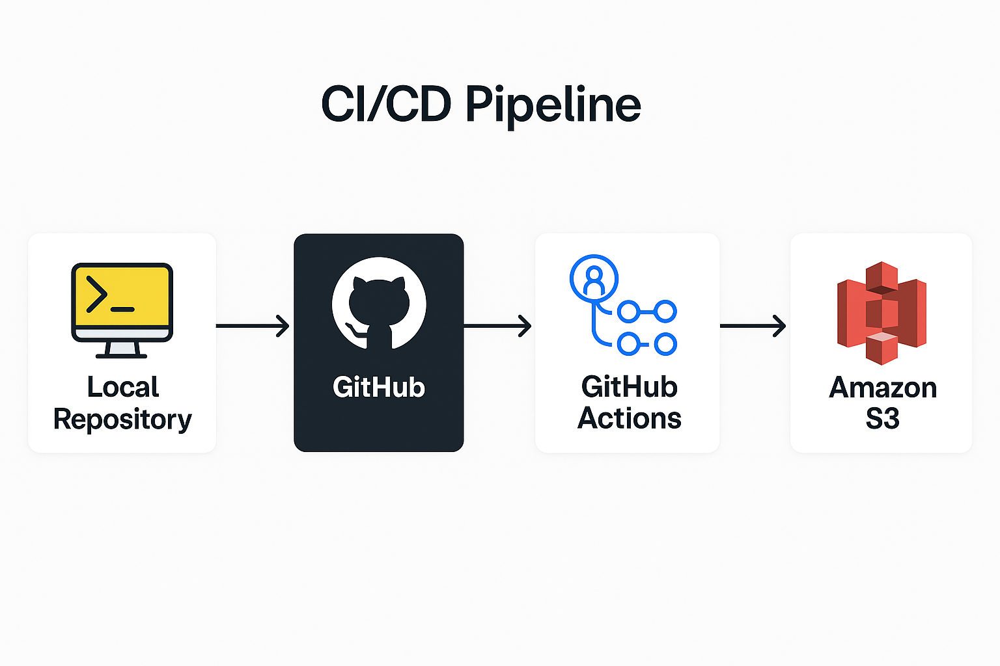 CI/CD Pipeline
Local
Repository
GitHub
GitHub
Actions
Amazon
S3